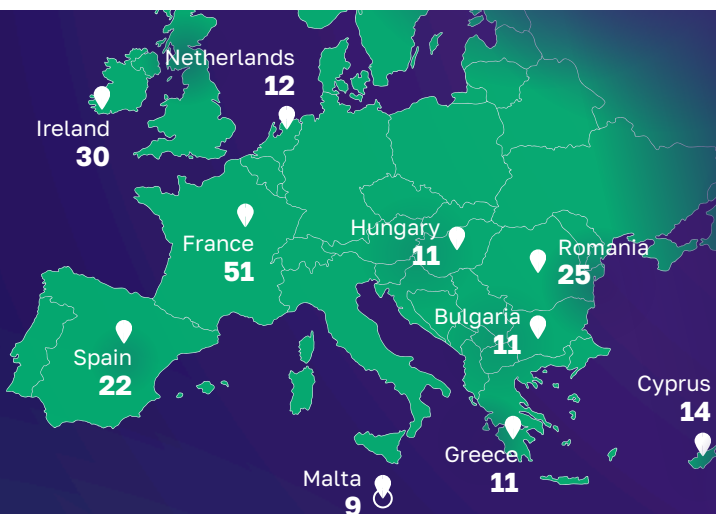 Netherlands
12
Ireland
30
France
51
Hungary
11
Romania
25
Bulgaria
11
Spain
22
Cyprus
14
Greece
11
Malta
9